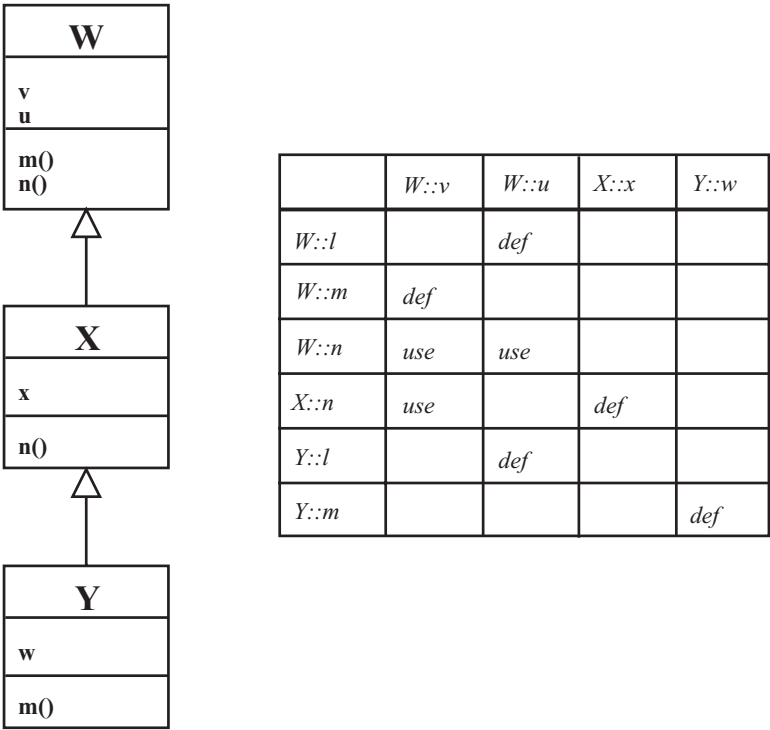 W
v
u
m()
n()
X
x
n()
Y
w
m()
W::v W::u X::x Y::w
W::l def
W::m def
W::n use use
X::n use def
Y::l def
Y::m def